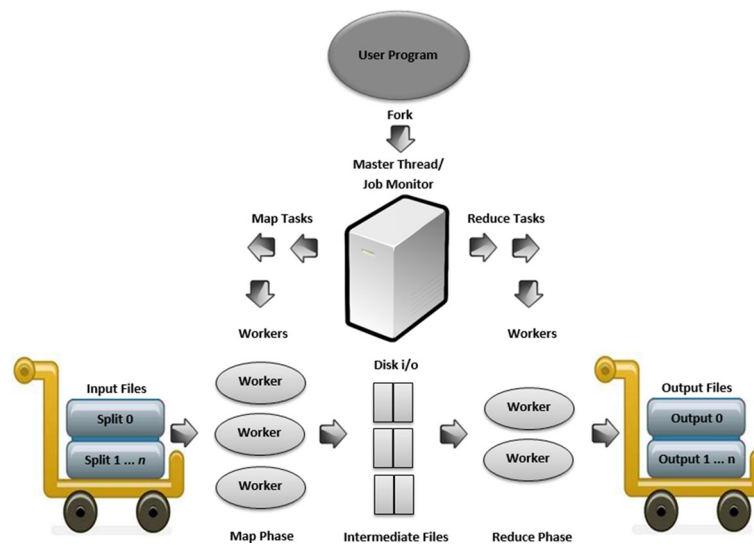 User Program
Fork
Master Thread/
Job Monitor
Map Tasks
Reduce Tasks
Workers
Workers
Input Files
Split 0
Split 1 ... n
Worker
Worker
Worker
Disk i/o
Worker
Worker
Output Files
Output 0
Output 1 ... n
Map Phase
Intermediate Files
Reduce Phase